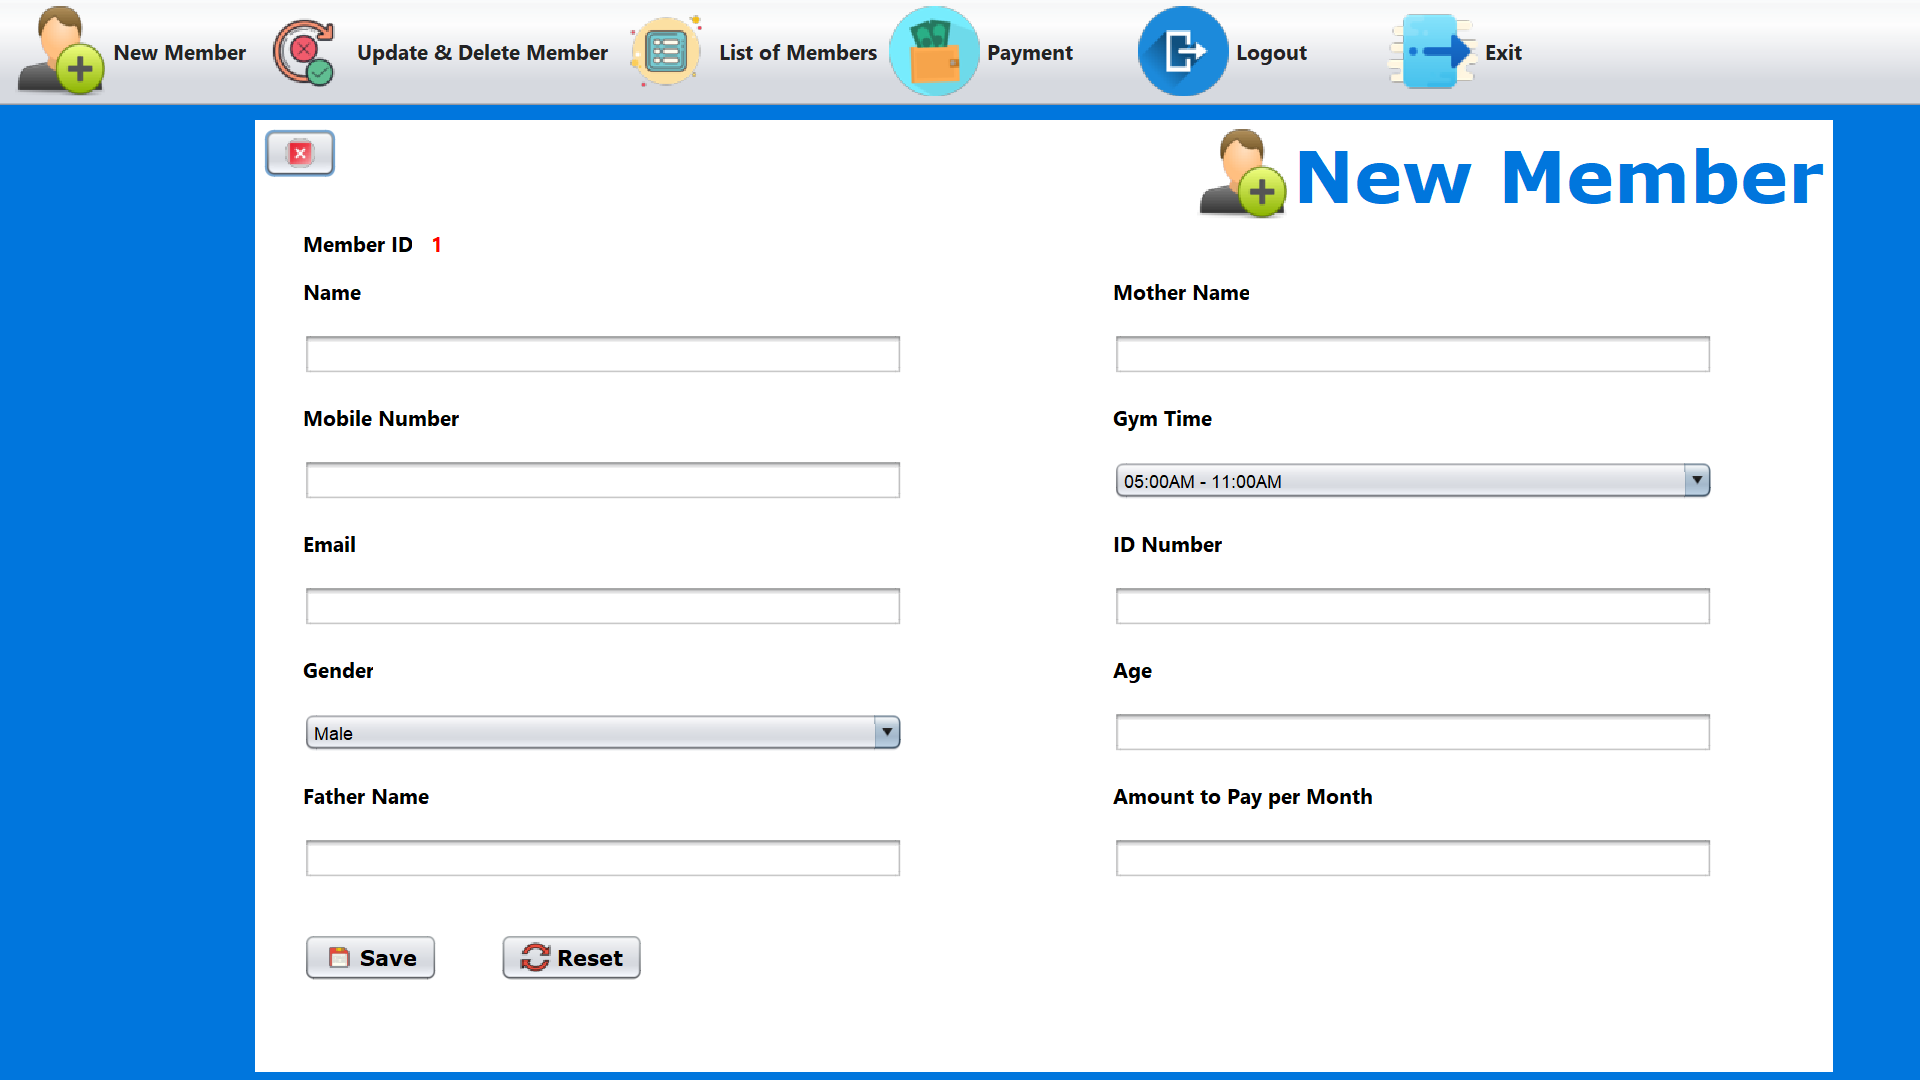 New Member
Update & Delete Member
List of Members
Payment
Logout
Exit
New Member
Member ID 1
Name
Mother Name
Mobile Number
Gym Time
05:00AM - 11:00AM
Email
ID Number
Gender
Age
Male
Father Name
Amount to Pay per Month
Save
Reset